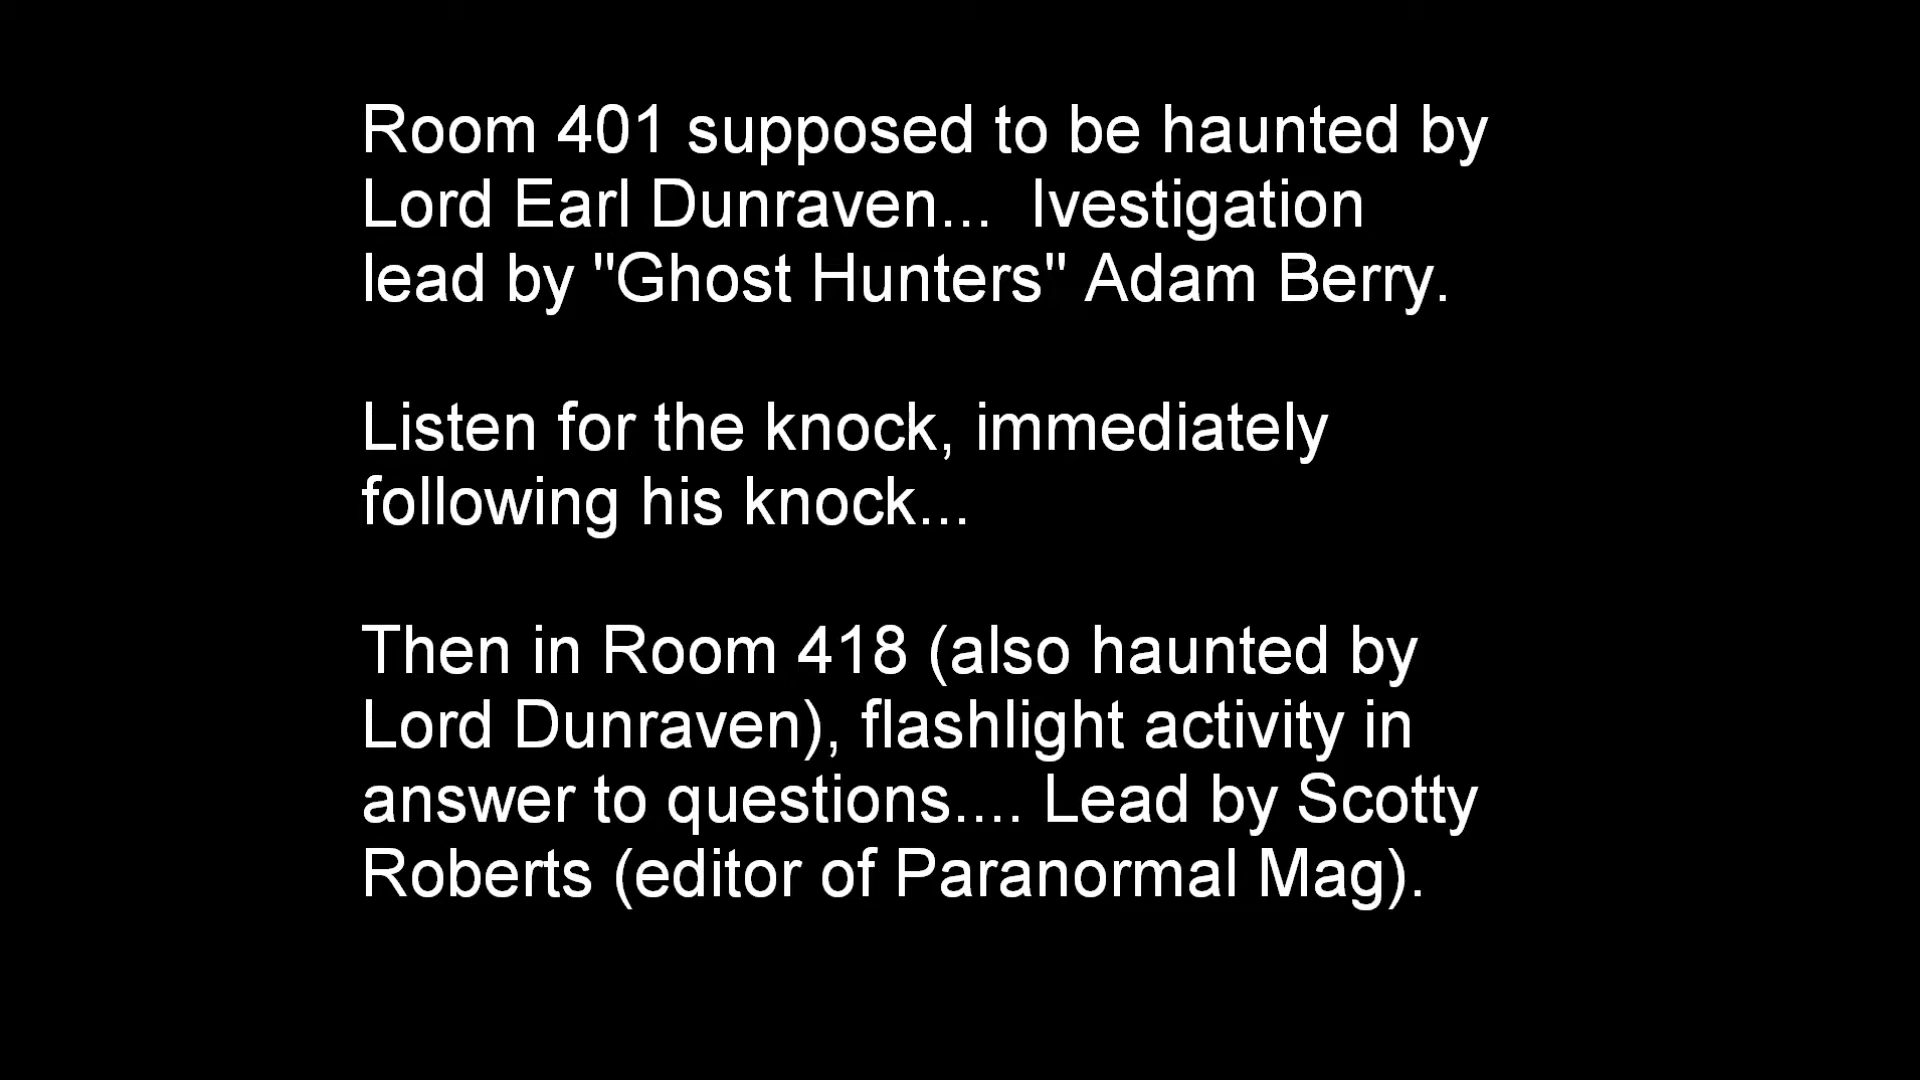 Room 401 supposed to be haunted by
Lord Earl Dunraven...  Ivestigation
lead by "Ghost Hunters" Adam Berry.
Listen for the knock, immediately
following his knock...
Then in Room 418 (also haunted by
Lord Dunraven), flashlight activity in
answer to questions.... Lead by Scotty
Roberts (editor of Paranormal Mag).